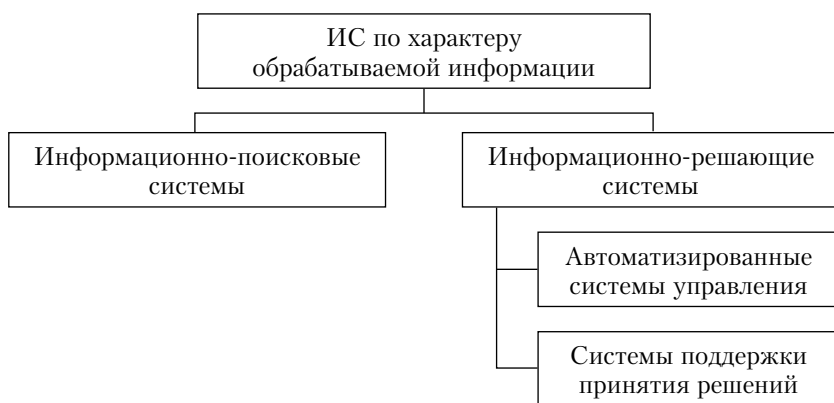 ИС по характеру
обрабатываемой информации
Информационно-поисковые
системы
Информационно-решающие
системы
Автоматизированные
системы управления
Системы поддержки
принятия решений